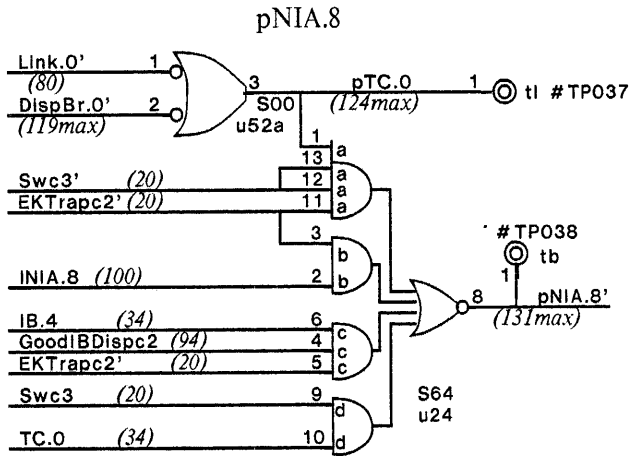 pNIA.8
Link.0' 1
(80)
3 pTC.0 1 tl #TP037
DispBr.0' 2 S00 (124max)
(119max) u52a
1 a
13 a
Swc3' (20) 12 a
EKTrapc2' (20) 11 a
3 b #TP038
tb
INIA.8 (100) 2 b 1
8 pNIA.8'
(131max)
IB.4 (34) 6 c
GoodIBDispc2 (94) 4 c
EKTrapc2' (20) 5 c
Swc3 (20) 9 d S64
u24
TC.0 (34) 10 d